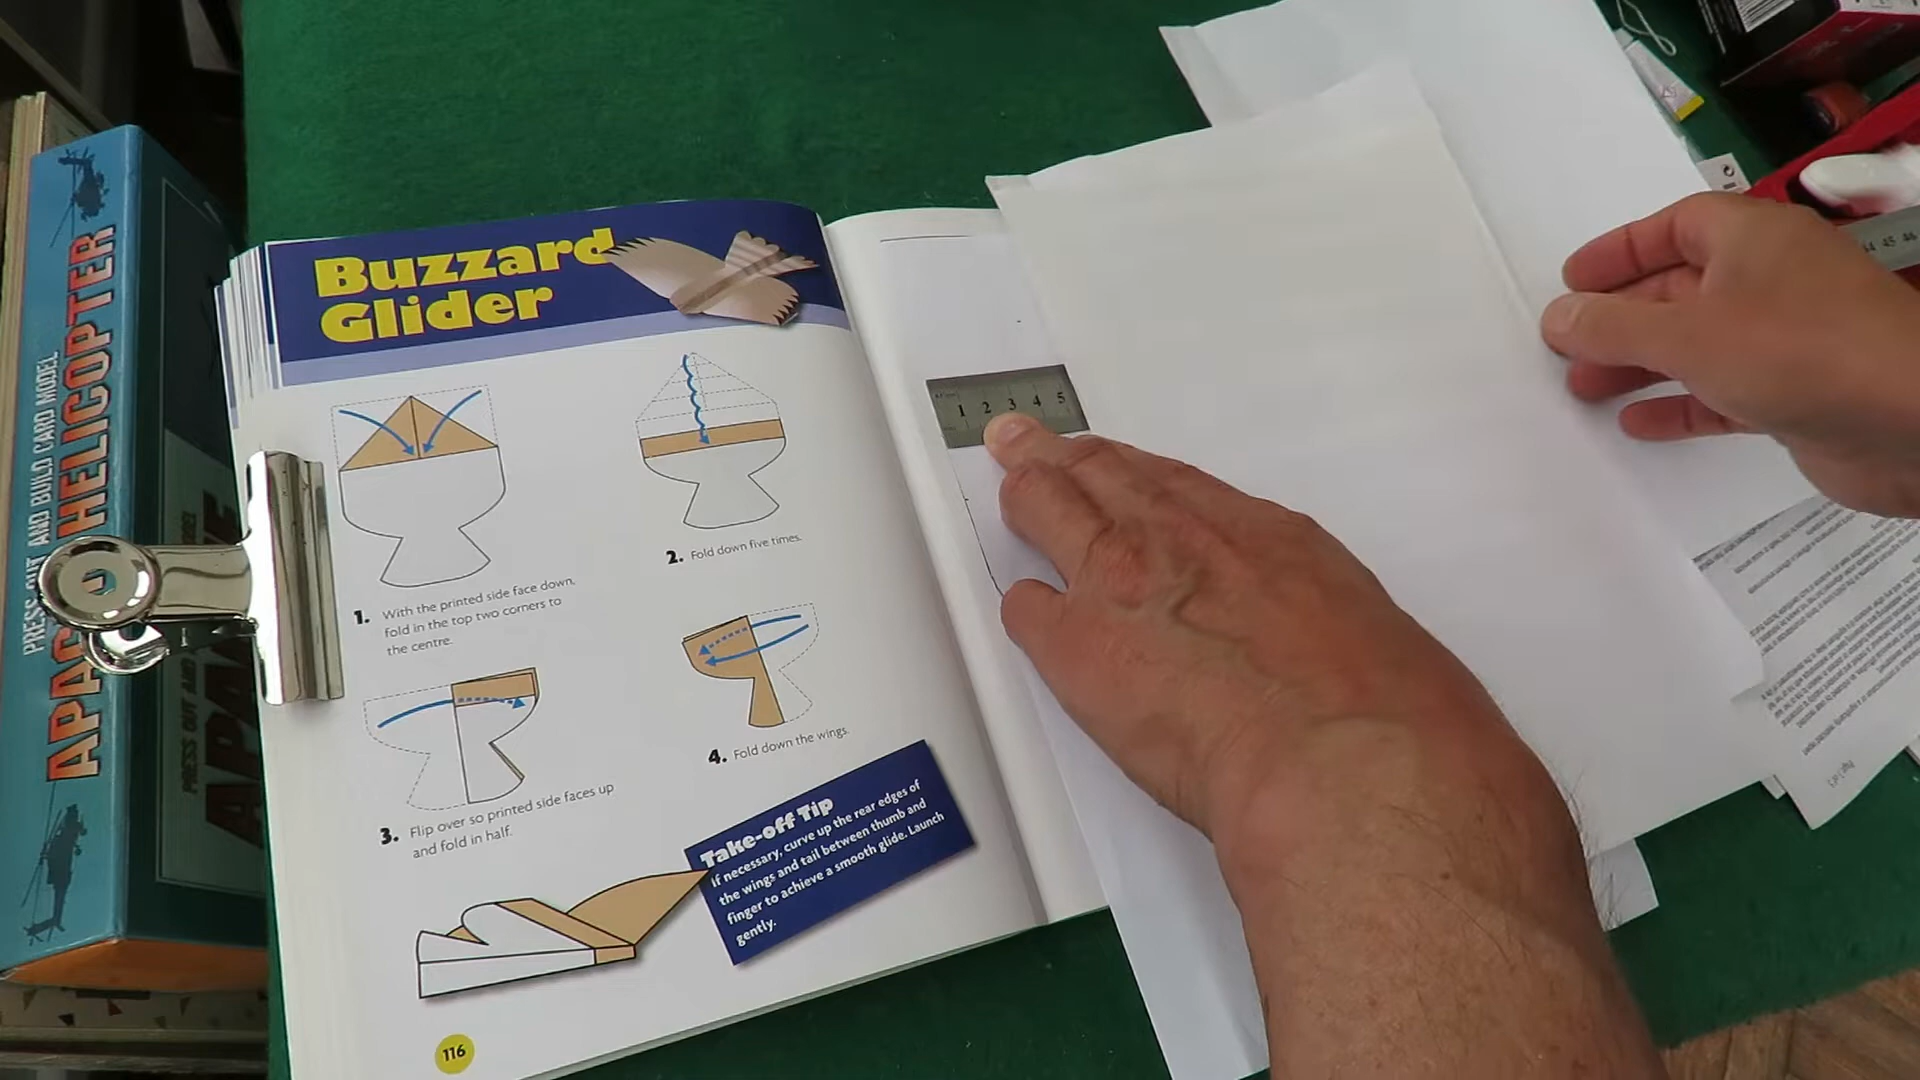 PRESS OUT AND BUILD CARD MODEL
APACHE HELICOPTER
Buzzard
Glider
1. With the printed side face down,
fold in the top two corners to
the centre.
2. Fold down five times.
3. Flip over so printed side faces up
and fold in half.
4. Fold down the wings.
Take-off Tip
If necessary, curve up the rear edges of
the wings and tail between thumb and
finger to achieve a smooth glide. Launch
gently.
116
1 2 3 4 5
44 45 46